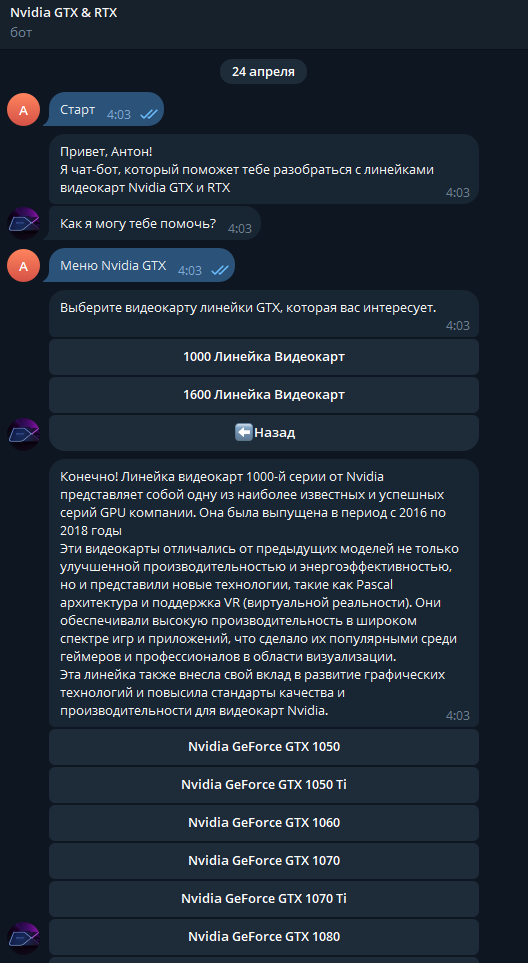 Nvidia GTX & RTX
бот
24 апреля
A
Старт 4:03
Привет, Антон!
Я чат-бот, который поможет тебе разобраться с линейками
видеокарт Nvidia GTX и RTX
4:03
Как я могу тебе помочь? 4:03
A
Меню Nvidia GTX 4:03
Выберите видеокарту линейки GTX, которая вас интересует.
4:03
1000 Линейка Видеокарт
1600 Линейка Видеокарт
⬅Назад
Конечно! Линейка видеокарт 1000-й серии от Nvidia
представляет собой одну из наиболее известных и успешных
серий GPU компании. Она была выпущена в период с 2016 по
2018 годы
Эти видеокарты отличались от предыдущих моделей не только
улучшенной производительностью и энергоэффективностью,
но и представили новые технологии, такие как Pascal
архитектура и поддержка VR (виртуальной реальности). Они
обеспечивали высокую производительность в широком
спектре игр и приложений, что сделало их популярными среди
геймеров и профессионалов в области визуализации.
Эта линейка также внесла свой вклад в развитие графических
технологий и повысила стандарты качества и
производительности для видеокарт Nvidia.
4:03
Nvidia GeForce GTX 1050
Nvidia GeForce GTX 1050 Ti
Nvidia GeForce GTX 1060
Nvidia GeForce GTX 1070
Nvidia GeForce GTX 1070 Ti
Nvidia GeForce GTX 1080